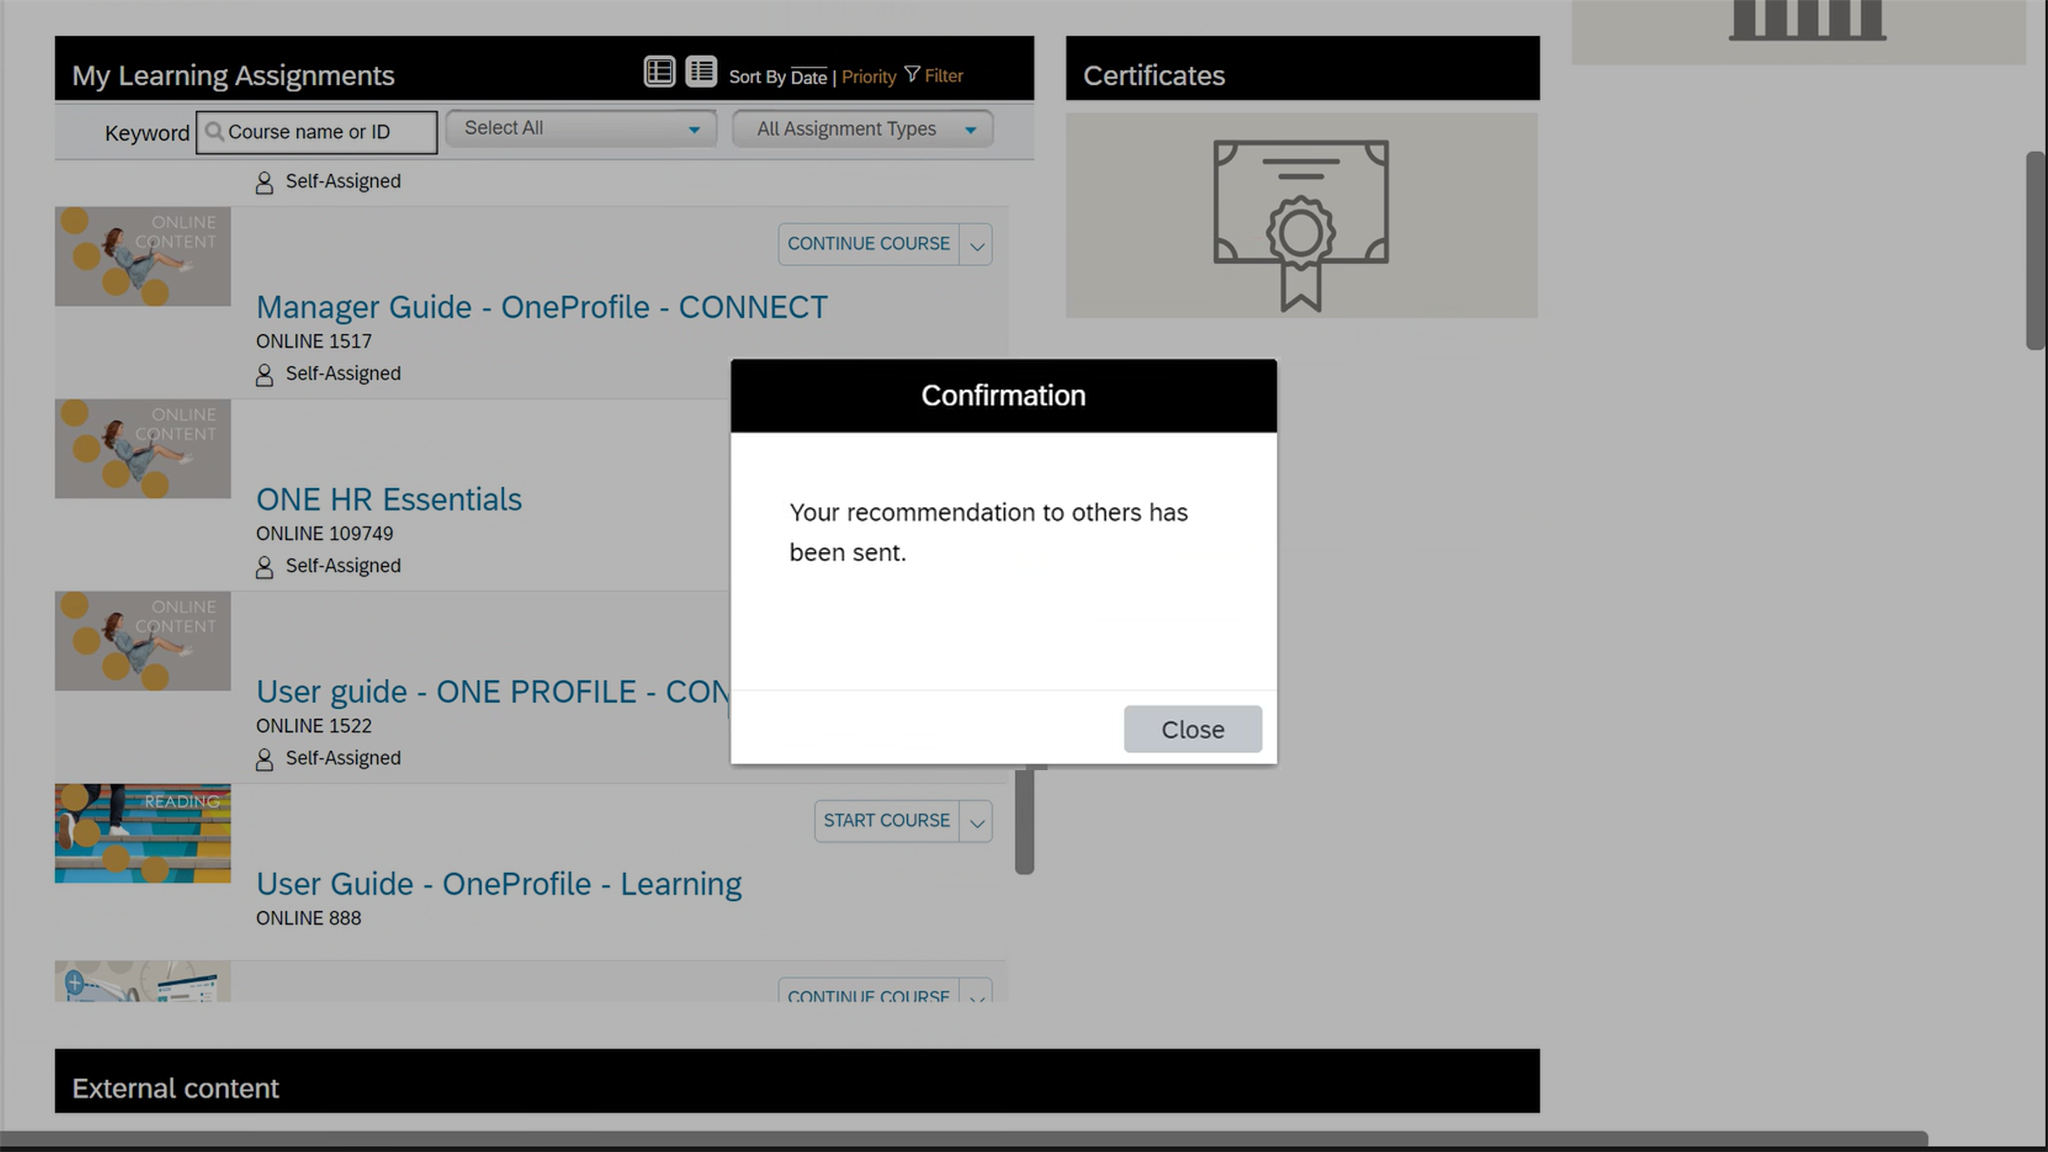 My Learning Assignments
Sort By Date | Priority Filter
Certificates
Keyword
Course name or ID
Select All
All Assignment Types
Self-Assigned
ONLINE
CONTENT
CONTINUE COURSE
Manager Guide - OneProfile - CONNECT
ONLINE 1517
Self-Assigned
ONLINE
CONTENT
ONE HR Essentials
ONLINE 109749
Self-Assigned
ONLINE
CONTENT
User guide - ONE PROFILE - CON
ONLINE 1522
Self-Assigned
Confirmation
Your recommendation to others has
been sent.
Close
READING
START COURSE
User Guide - OneProfile - Learning
ONLINE 888
CONTINUE COURSE
External content